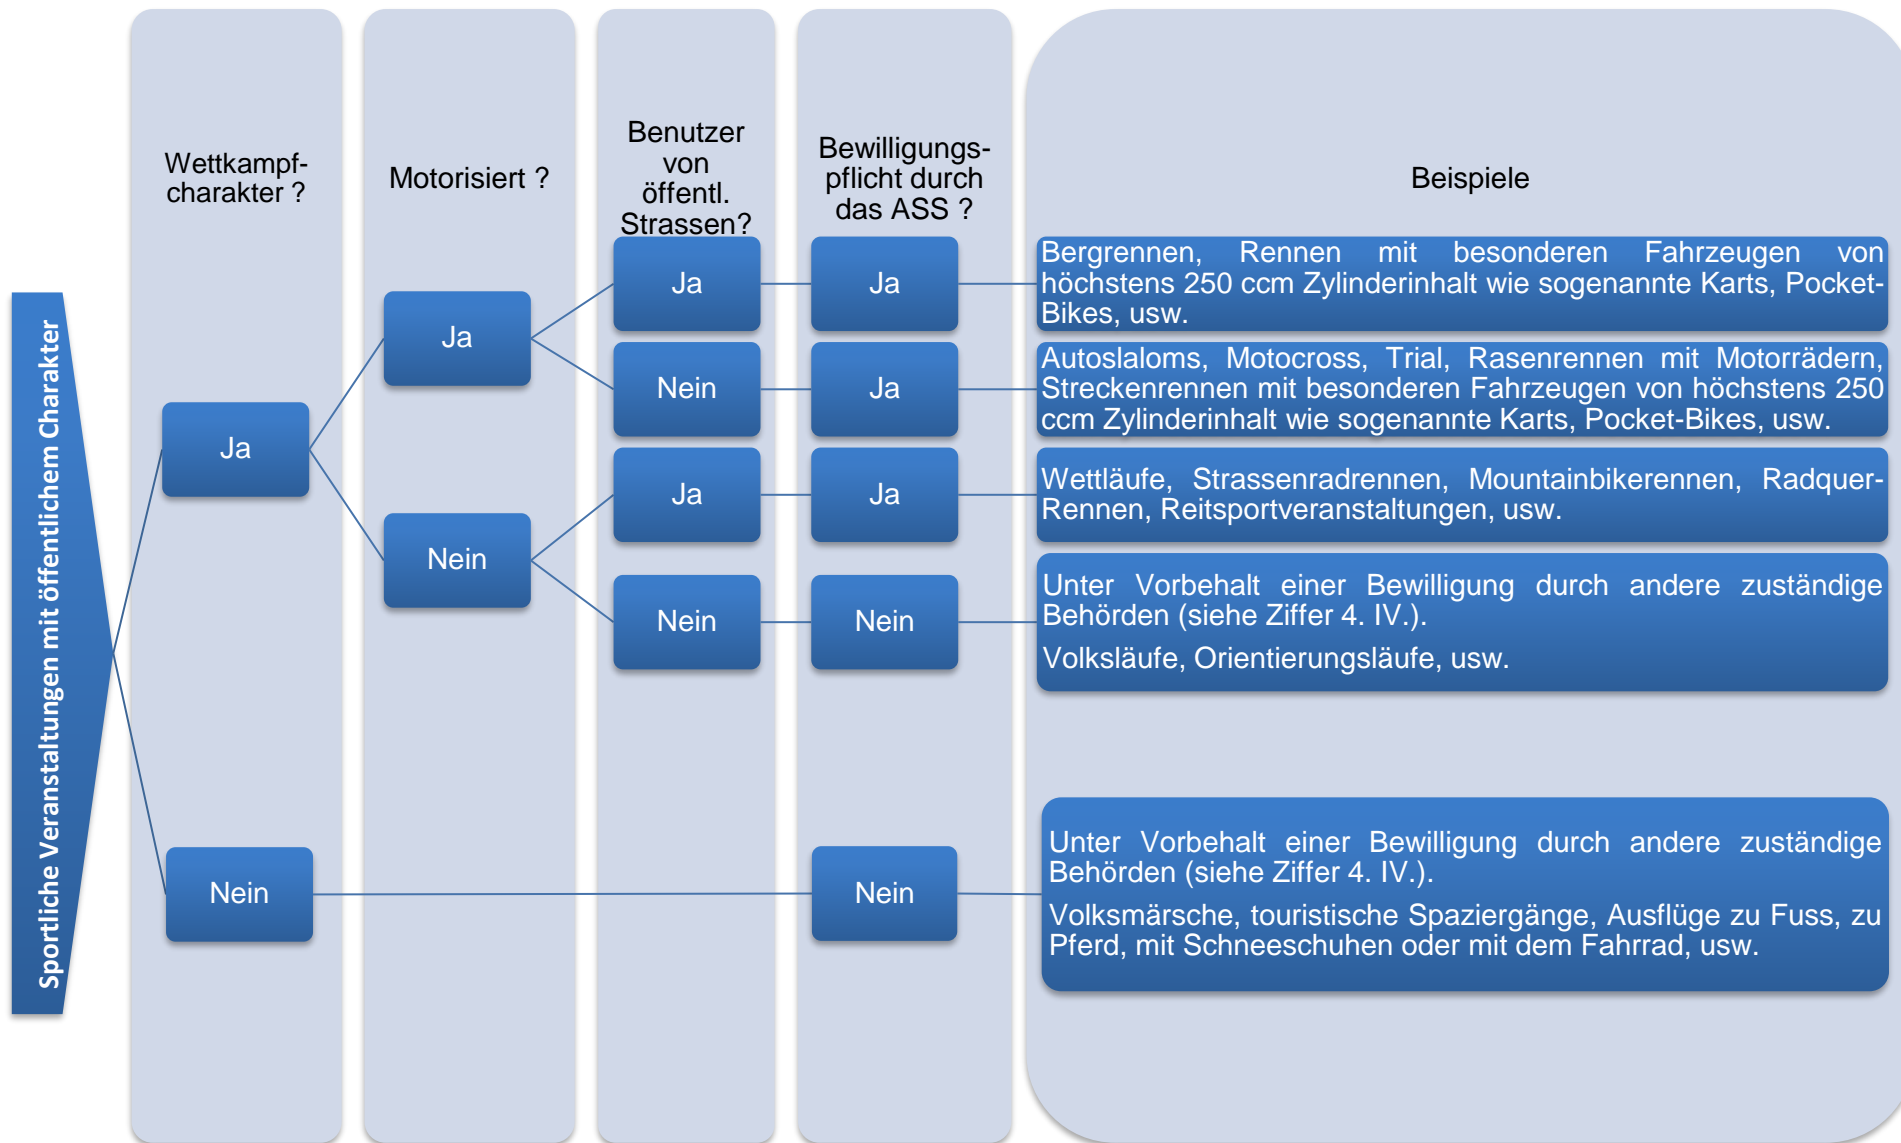 Sportliche Veranstaltungen mit öffentlichem Charakter
Wettkampf-
charakter ?
Motorisiert ?
Benutzer
von
öffentl.
Strassen?
Bewilligungs-
pflicht durch
das ASS ?
Beispiele
Ja
Ja
Ja
Ja
Bergrennen, Rennen mit besonderen Fahrzeugen von
höchstens 250 ccm Zylinderinhalt wie sogenannte Karts, Pocket-
Bikes, usw.
Nein
Ja
Autoslaloms, Motocross, Trial, Rasenrennen mit Motorrädern,
Streckenrennen mit besonderen Fahrzeugen von höchstens 250
ccm Zylinderinhalt wie sogenannte Karts, Pocket-Bikes, usw.
Nein
Ja
Ja
Wettläufe, Strassenradrennen, Mountainbikerennen, Radquer-
Rennen, Reitsportveranstaltungen, usw.
Nein
Nein
Unter Vorbehalt einer Bewilligung durch andere zuständige
Behörden (siehe Ziffer 4. IV.).
Volksläufe, Orientierungsläufe, usw.
Nein
Nein
Unter Vorbehalt einer Bewilligung durch andere zuständige
Behörden (siehe Ziffer 4. IV.).
Volksmärsche, touristische Spaziergänge, Ausflüge zu Fuss, zu
Pferd, mit Schneeschuhen oder mit dem Fahrrad, usw.